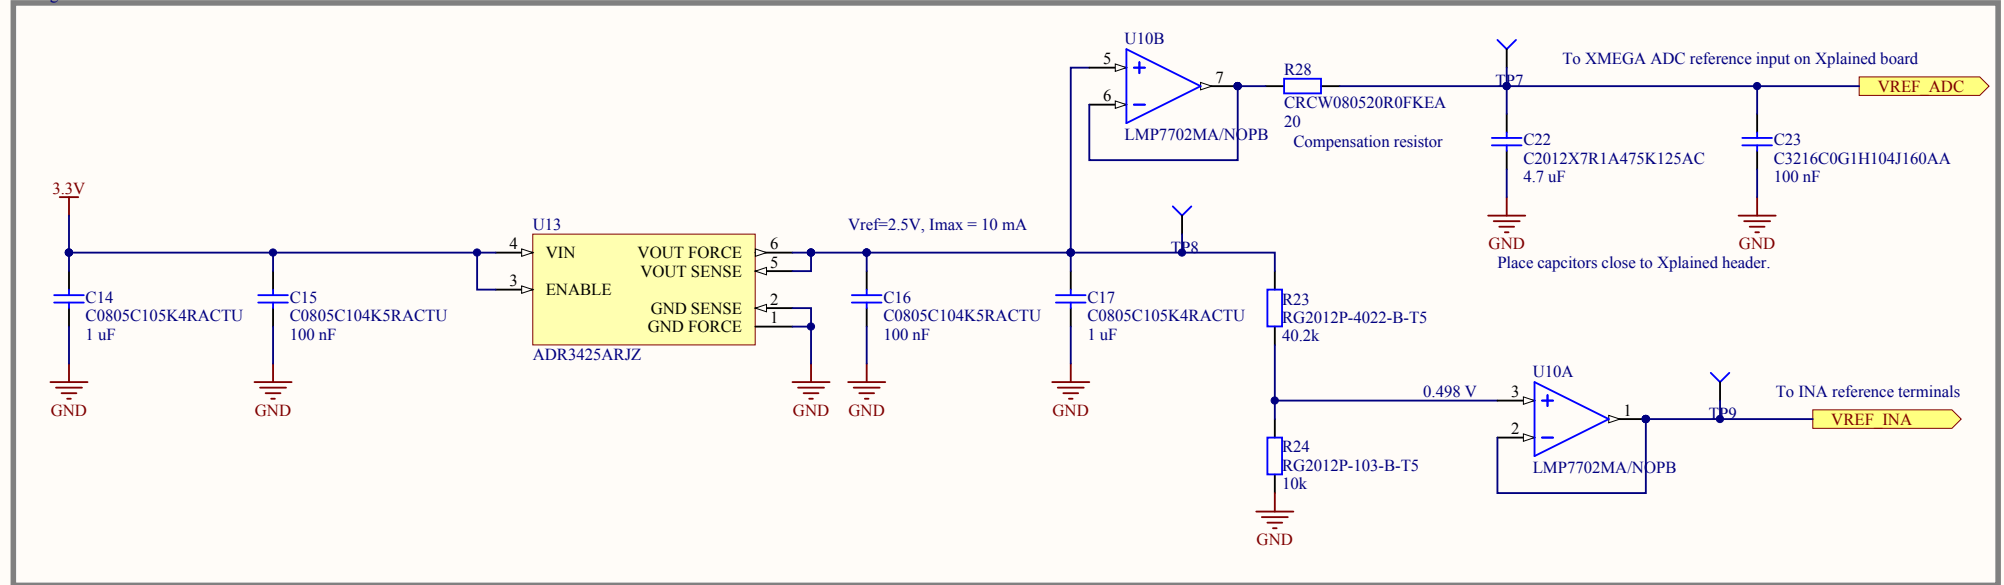 U10B
5
6
7
LMP7702MA/NOPB
R28
CRCW080520R0FKEA
20
Compensation resistor
TP7
To XMEGA ADC reference input on Xplained board
VREF_ADC
C22
C2012X7R1A475K125AC
4.7 uF
GND
C23
C3216C0G1H104J160AA
100 nF
GND
Place capcitors close to Xplained header.
3.3V
C14
C0805C105K4RACTU
1 uF
GND
C15
C0805C104K5RACTU
100 nF
GND
U13
4
VIN
3
ENABLE
VOUT FORCE
6
VOUT SENSE
5
GND SENSE
2
GND FORCE
1
ADR3425ARJZ
GND
Vref=2.5V, Imax = 10 mA
C16
C0805C104K5RACTU
100 nF
GND
C17
C0805C105K4RACTU
1 uF
GND
TP8
R23
RG2012P-4022-B-T5
40.2k
R24
RG2012P-103-B-T5
10k
GND
0.498 V
U10A
3
2
1
LMP7702MA/NOPB
TP9
To INA reference terminals
VREF_INA